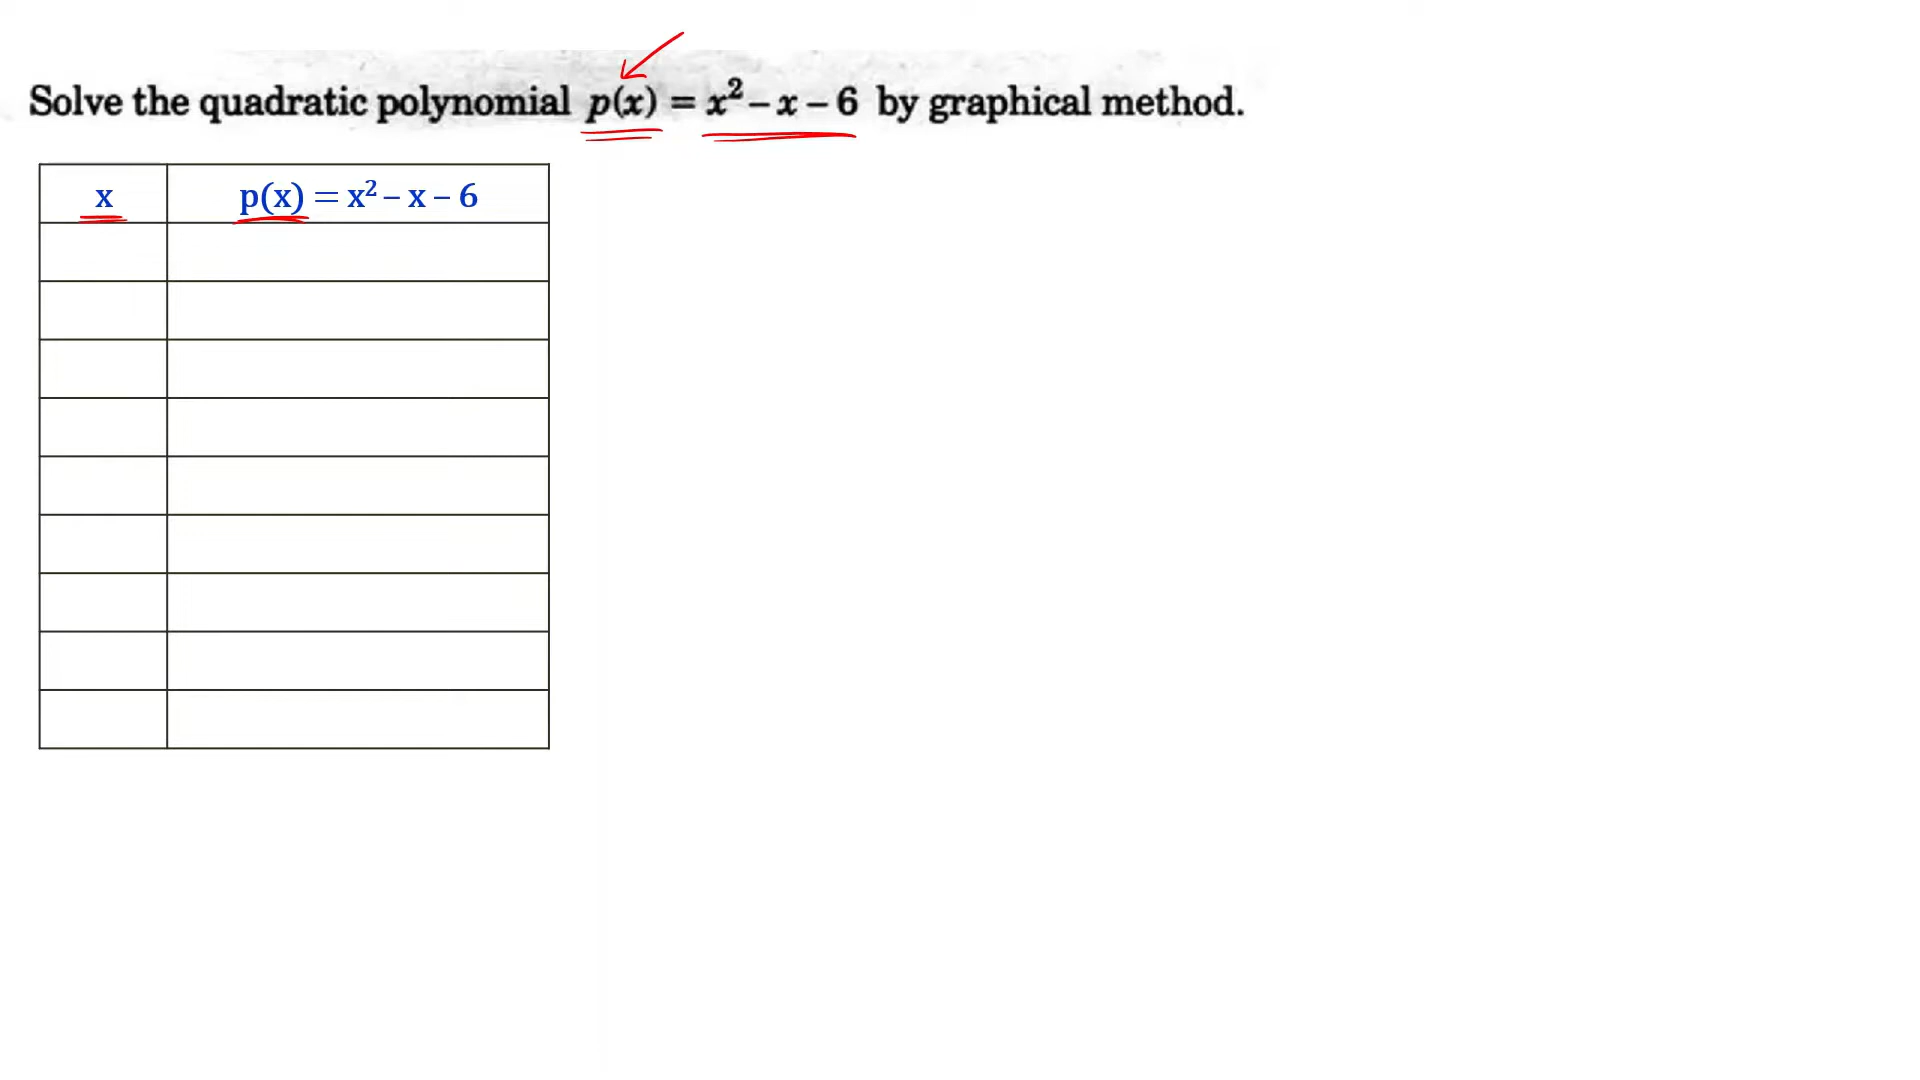 Solve the quadratic polynomial p(x) = x² – x – 6 by graphical method.
x
p(x) = x² – x – 6